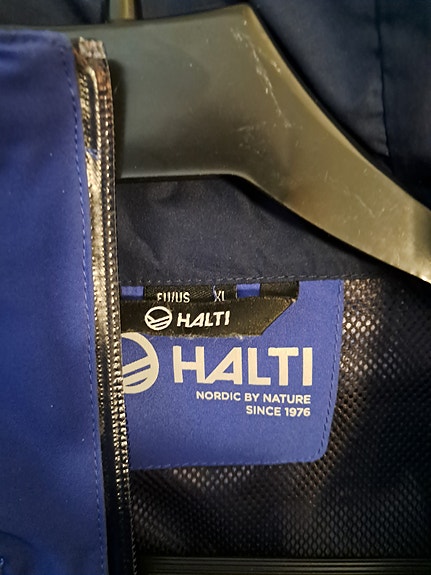 EU/US XL
HALTI
HALTI
NORDIC BY NATURE
SINCE 1976